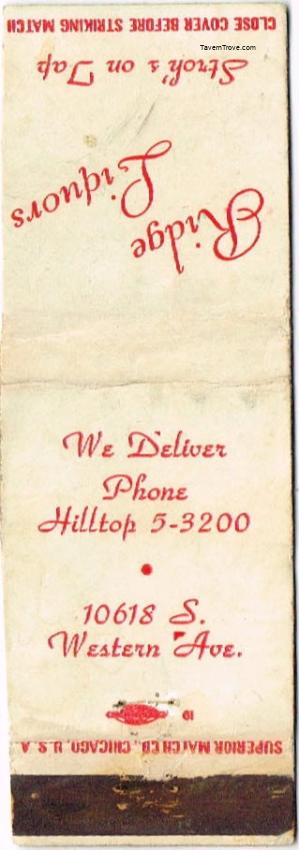 TavernTrove.com
CLOSE COVER BEFORE STRIKING MATCH
Stroh's on Tap
Ridge
Liquors
We Deliver
Phone
Hilltop 5-3200
10618 S.
Western Ave.
10
SUPERIOR MATCH CO., CHICAGO, U.S.A